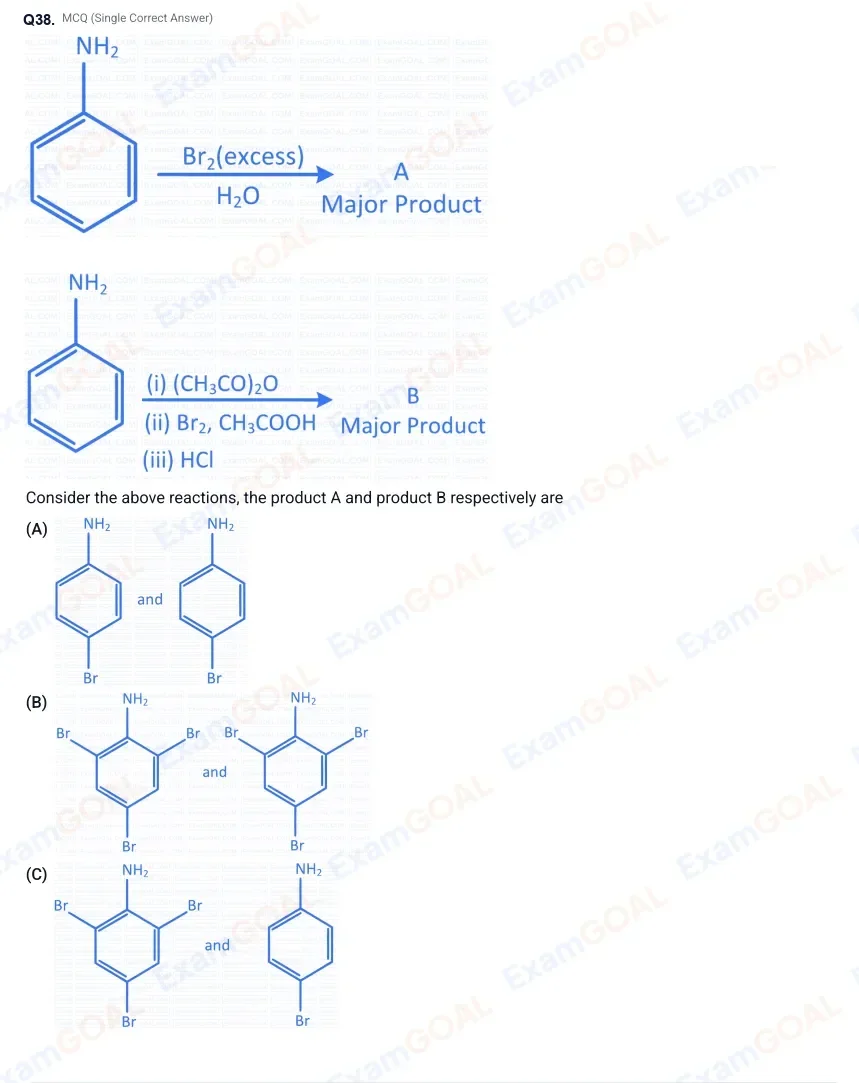 Q38. MCQ (Single Correct Answer)
NH₂
Br₂(excess)
H₂O
A
Major Product
NH₂
(i) (CH₃CO)₂O
(ii) Br₂, CH₃COOH
(iii) HCl
B
Major Product
Consider the above reactions, the product A and product B respectively are
(A)
NH₂ NH₂
and
Br Br
(B)
NH₂ NH₂
Br Br Br Br
and
Br Br
(C)
NH₂ NH₂
Br Br
and
Br Br
ExamGOAL